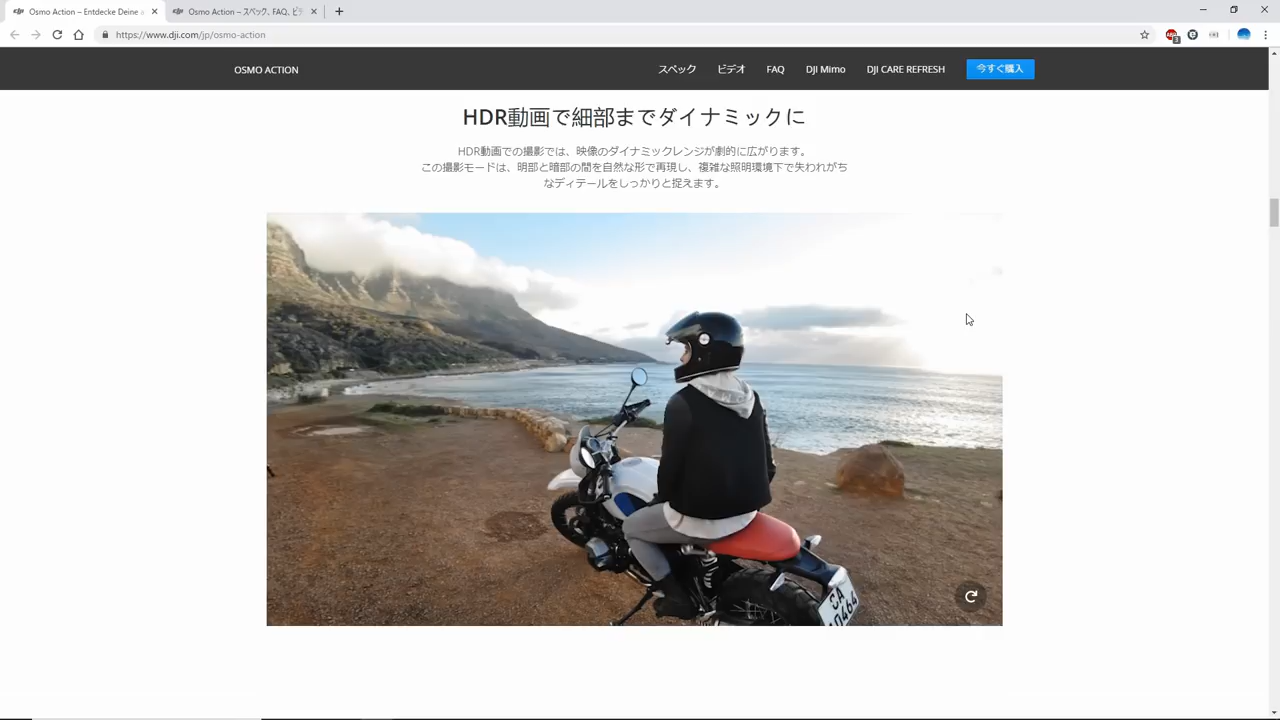 Osmo Action – Entdecke Deine a
Osmo Action – スペック、FAQ、ビデ
https://www.dji.com/jp/osmo-action
OSMO ACTION
スペック
ビデオ
FAQ
DJI Mimo
DJI CARE REFRESH
今すぐ購入
HDR動画で細部までダイナミックに
HDR動画での撮影では、映像のダイナミックレンジが劇的に広がります。
この撮影モードは、明部と暗部の間を自然な形で再現し、複雑な照明環境下で失われがち
なディテールをしっかりと捉えます。